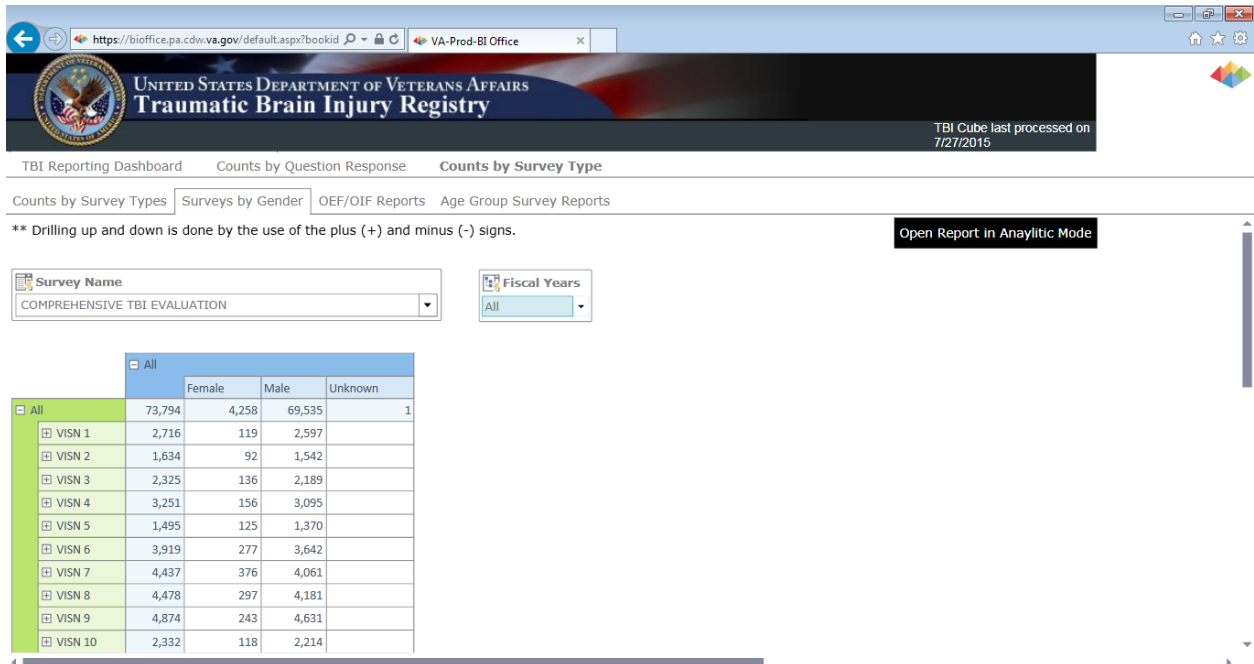 https://bioffice.pa.cdw.va.gov/default.aspx?bookid
VA-Prod-BI Office
UNITED STATES DEPARTMENT OF VETERANS AFFAIRS
Traumatic Brain Injury Registry
TBI Cube last processed on
7/27/2015
TBI Reporting Dashboard Counts by Question Response Counts by Survey Type
Counts by Survey Types Surveys by Gender OEF/OIF Reports Age Group Survey Reports
** Drilling up and down is done by the use of the plus (+) and minus (-) signs. Open Report in Anaylitic Mode
Survey Name Fiscal Years
COMPREHENSIVE TBI EVALUATION All
All
Female Male Unknown
All 73,794 4,258 69,535 1
VISN 1 2,716 119 2,597
VISN 2 1,634 92 1,542
VISN 3 2,325 136 2,189
VISN 4 3,251 156 3,095
VISN 5 1,495 125 1,370
VISN 6 3,919 277 3,642
VISN 7 4,437 376 4,061
VISN 8 4,478 297 4,181
VISN 9 4,874 243 4,631
VISN 10 2,332 118 2,214